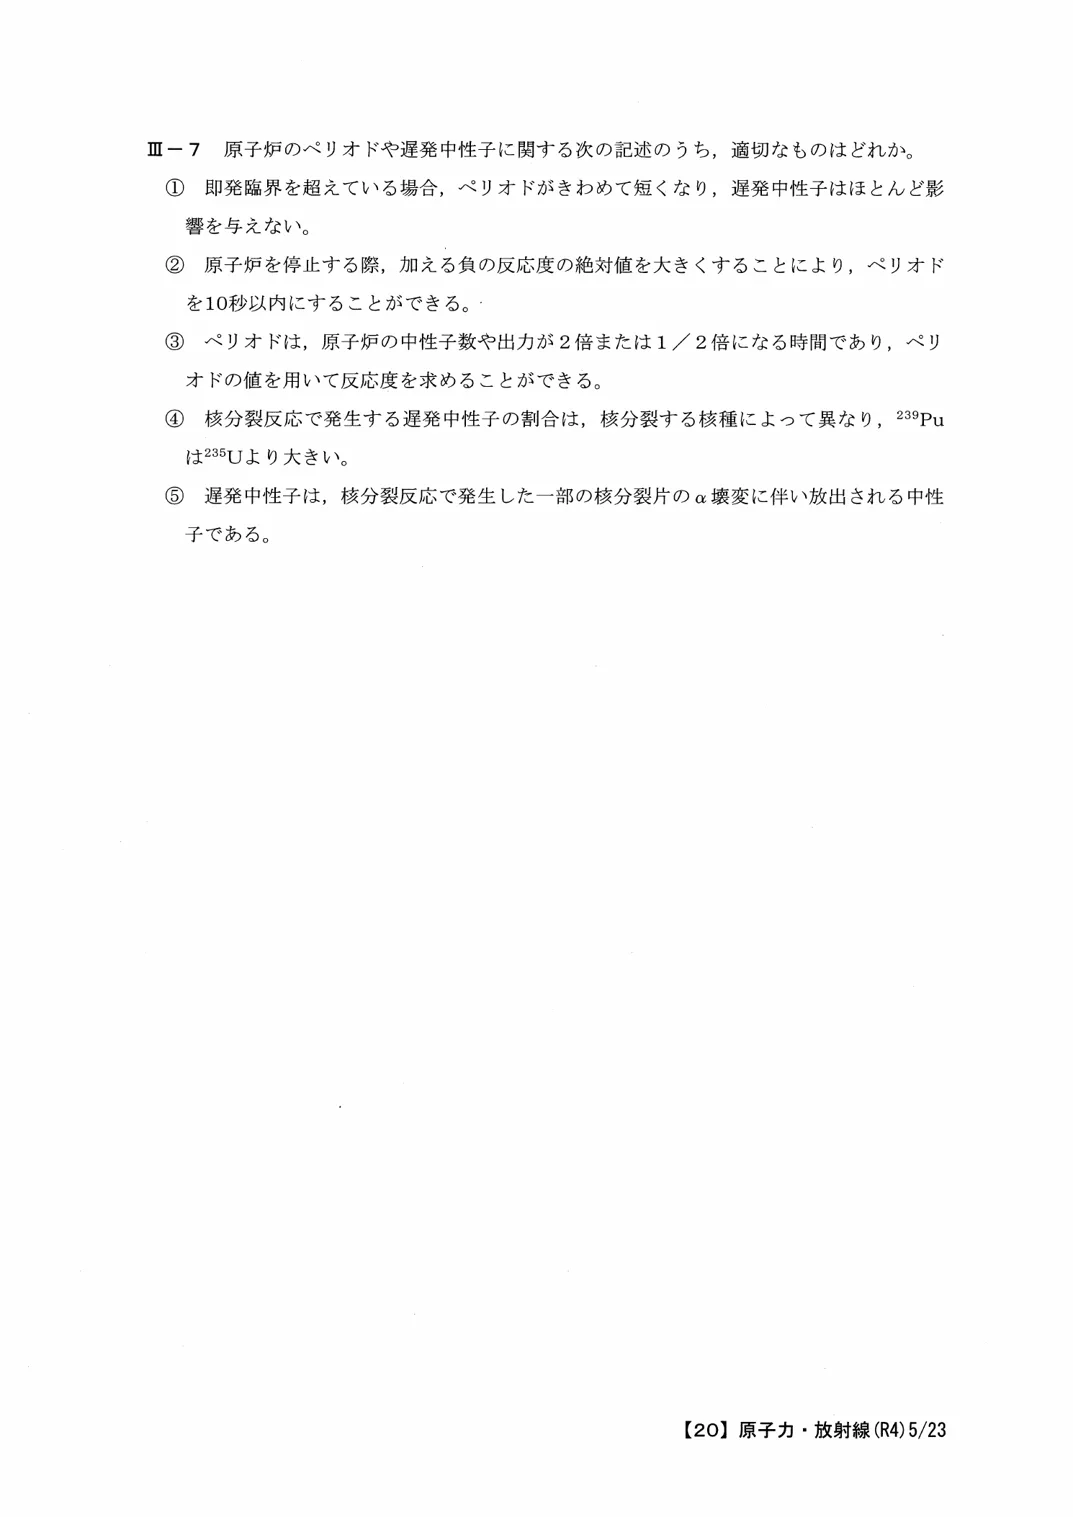 Ⅲ－7　原子炉のペリオドや遅発中性子に関する次の記述のうち，適切なものはどれか。
①　即発臨界を超えている場合，ペリオドがきわめて短くなり，遅発中性子はほとんど影
響を与えない。
②　原子炉を停止する際，加える負の反応度の絶対値を大きくすることにより，ペリオド
を10秒以内にすることができる。
③　ペリオドは，原子炉の中性子数や出力が２倍または１／２倍になる時間であり，ペリ
オドの値を用いて反応度を求めることができる。
④　核分裂反応で発生する遅発中性子の割合は，核分裂する核種によって異なり，²³⁹Pu
は²³⁵Uより大きい。
⑤　遅発中性子は，核分裂反応で発生した一部の核分裂片のα壊変に伴い放出される中性
子である。
【20】原子力・放射線(R4)5/23